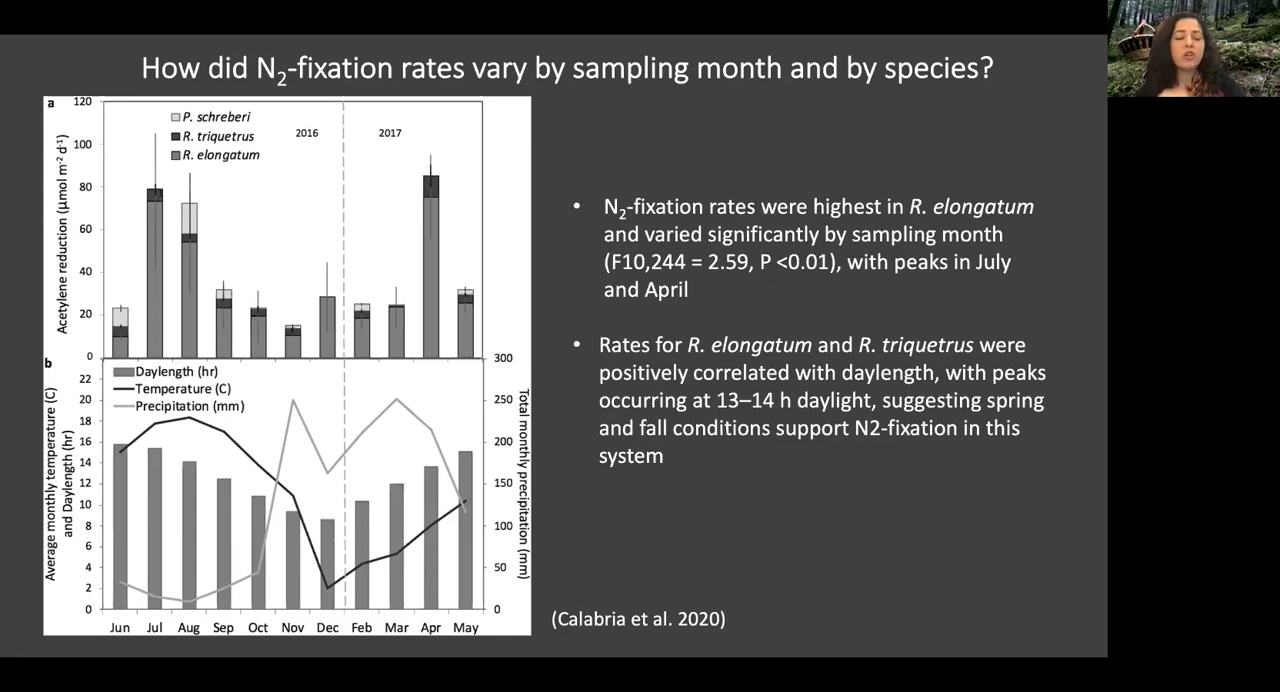 How did N₂-fixation rates vary by sampling month and by species?
a
120
100
80
60
40
20
0
Acetylene reduction (µmol m⁻² d⁻¹)
P. schreberi
R. triquetrus
R. elongatum
2016
2017
b
22
20
18
16
14
12
10
8
6
4
2
0
Average monthly temperature (C)
and Daylength (hr)
Daylength (hr)
Temperature (C)
Precipitation (mm)
300
250
200
150
100
50
0
Total monthly precipitation (mm)
Jun Jul Aug Sep Oct Nov Dec Feb Mar Apr May
• N₂-fixation rates were highest in R. elongatum
and varied significantly by sampling month
(F10,244 = 2.59, P <0.01), with peaks in July
and April
• Rates for R. elongatum and R. triquetrus were
positively correlated with daylength, with peaks
occurring at 13–14 h daylight, suggesting spring
and fall conditions support N2-fixation in this
system
(Calabria et al. 2020)